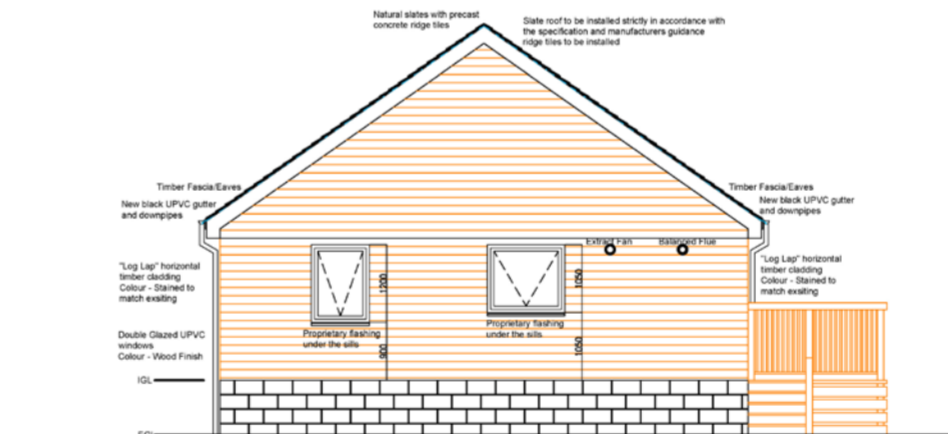 Natural slates with precast
concrete ridge tiles
Slate roof to be installed strictly in accordance with
the specification and manufacturers guidance
ridge tiles to be installed
Timber Fascia/Eaves
New black UPVC gutter
and downpipes
Timber Fascia/Eaves
New black UPVC gutter
and downpipes
Extract Fan
Balanced Flue
"Log Lap" horizontal
timber cladding
Colour - Stained to
match exsiting
1200
1050
"Log Lap" horizontal
timber cladding
Colour - Stained to
match exsiting
Double Glazed UPVC
windows
Colour - Wood Finish
Proprietary flashing
under the sills
900
Proprietary flashing
under the sills
1050
IGL